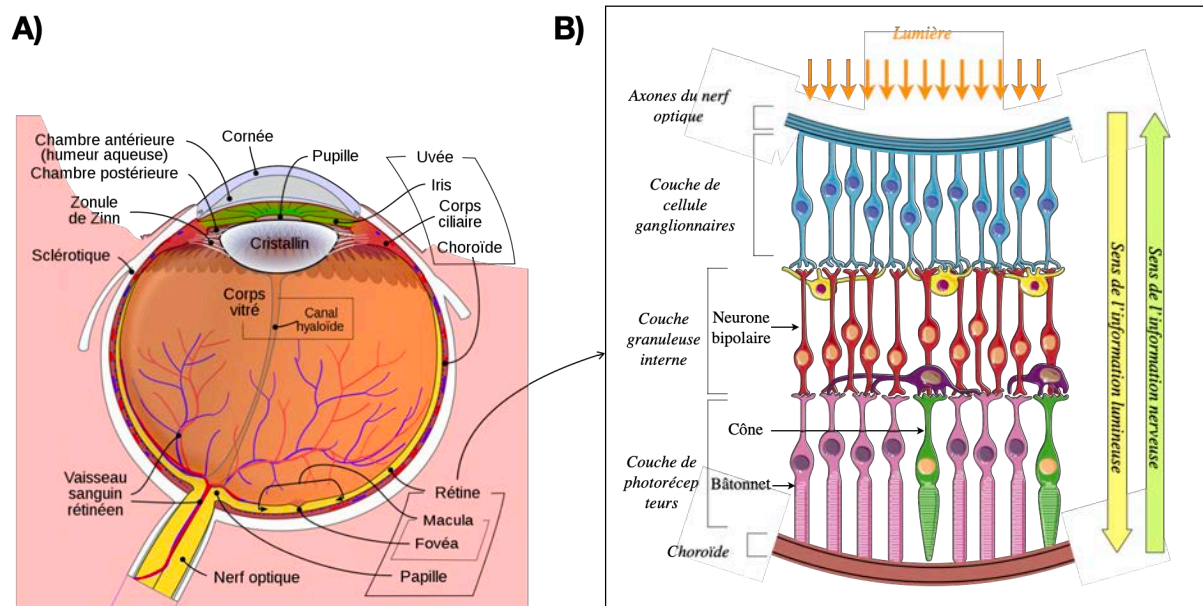 A)
Chambre antérieure
(humeur aqueuse)
Chambre postérieure
Zonule
de Zinn
Sclérotique
Cornée
Pupille
Uvée
Iris
Corps
ciliaire
Choroïde
Cristallin
Corps
vitré
Canal
hyaloïde
Vaisseau
sanguin
rétinéen
Nerf optique
Rétine
Macula
Fovéa
Papille
B)
Lumière
Axones du nerf
optique
Couche de
cellule
ganglionnaires
Couche
granuleuse
interne
Neurone
bipolaire
Cône
Couche de
photorécep
teurs
Bâtonnet
Choroïde
Sens de l'information lumineuse
Sens de l'information nerveuse